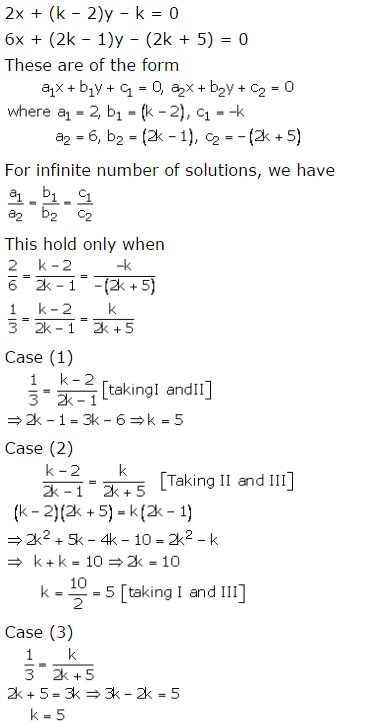 2x + (k – 2)y – k = 0
6x + (2k – 1)y – (2k + 5) = 0
These are of the form
a₁x + b₁y + c₁ = 0, a₂x + b₂y + c₂ = 0
where a₁ = 2, b₁ = (k – 2), c₁ = –k
a₂ = 6, b₂ = (2k – 1), c₂ = –(2k + 5)
For infinite number of solutions, we have
a₁/a₂ = b₁/b₂ = c₁/c₂
This hold only when
2/6 = (k – 2)/(2k – 1) = –k/–(2k + 5)
1/3 = (k – 2)/(2k – 1) = k/(2k + 5)
Case (1)
1/3 = (k – 2)/(2k – 1) [takingI andII]
⇒ 2k – 1 = 3k – 6 ⇒ k = 5
Case (2)
(k – 2)/(2k – 1) = k/(2k + 5) [Taking II and III]
(k – 2)(2k + 5) = k(2k – 1)
⇒ 2k² + 5k – 4k – 10 = 2k² – k
⇒ k + k = 10 ⇒ 2k = 10
k = 10/2 = 5 [taking I and III]
Case (3)
1/3 = k/(2k + 5)
2k + 5 = 3k ⇒ 3k – 2k = 5
k = 5